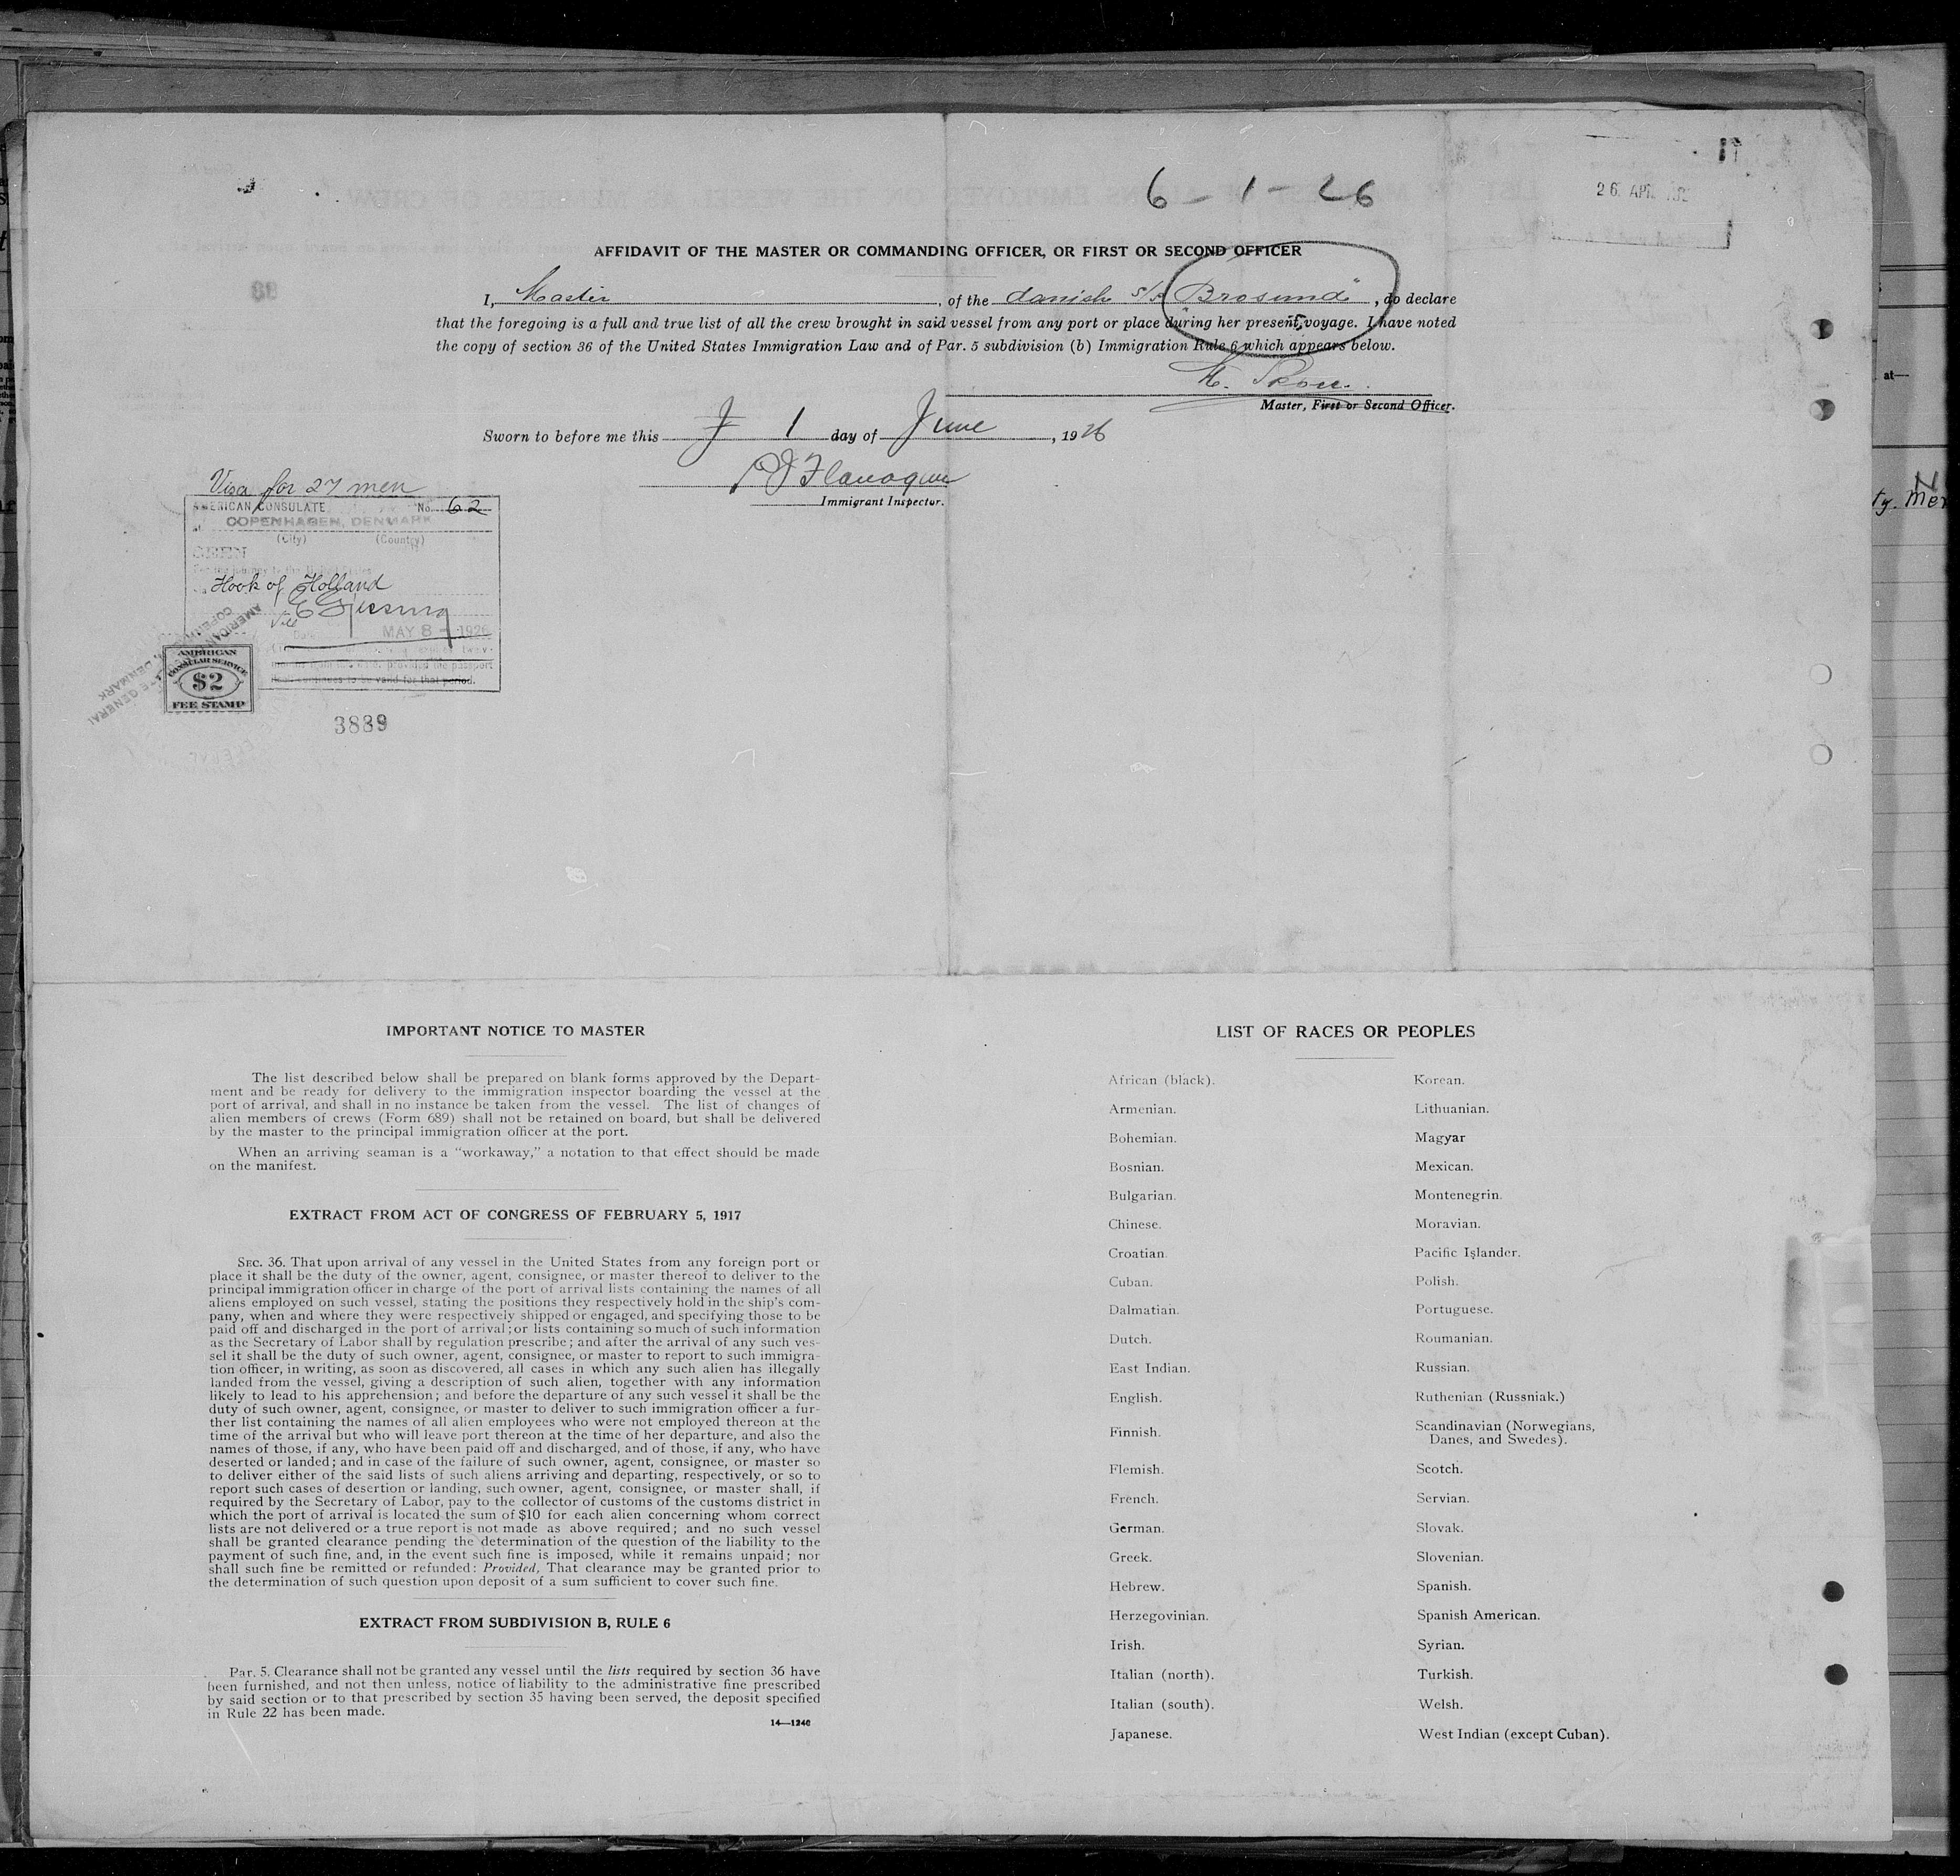 6-1-26
26 APR 192
AFFIDAVIT OF THE MASTER OR COMMANDING OFFICER, OR FIRST OR SECOND OFFICER
I, Master, of the danish s/s "Brosund", do declare
that the foregoing is a full and true list of all the crew brought in said vessel from any port or place during her present voyage. I have noted
the copy of section 36 of the United States Immigration Law and of Par. 5 subdivision (b) Immigration Rule 6 which appears below.
Master, First or Second Officer.
Sworn to before me this 1 day of June, 1926
Flanagan
Immigrant Inspector.
Visa for 27 men
AMERICAN CONSULATE No. 62
at COPENHAGEN, DENMARK
(City) (Country)
SEEN
For the journey to the United States
Hook of Holland
MAY 8 - 1926
provided the passport
continues to be valid for that period.
AMERICAN
CONSULAR SERVICE
$2
FEE STAMP
3889
IMPORTANT NOTICE TO MASTER
The list described below shall be prepared on blank forms approved by the Depart-
ment and be ready for delivery to the immigration inspector boarding the vessel at the
port of arrival, and shall in no instance be taken from the vessel. The list of changes of
alien members of crews (Form 689) shall not be retained on board, but shall be delivered
by the master to the principal immigration officer at the port.
When an arriving seaman is a "workaway," a notation to that effect should be made
on the manifest.
EXTRACT FROM ACT OF CONGRESS OF FEBRUARY 5, 1917
SEC. 36. That upon arrival of any vessel in the United States from any foreign port or
place it shall be the duty of the owner, agent, consignee, or master thereof to deliver to the
principal immigration officer in charge of the port of arrival lists containing the names of all
aliens employed on such vessel, stating the positions they respectively hold in the ship's com-
pany, when and where they were respectively shipped or engaged, and specifying those to be
paid off and discharged in the port of arrival; or lists containing so much of such information
as the Secretary of Labor shall by regulation prescribe; and after the arrival of any such ves-
sel it shall be the duty of such owner, agent, consignee, or master to report to such immigra-
tion officer, in writing, as soon as discovered, all cases in which any such alien has illegally
landed from the vessel, giving a description of such alien, together with any information
likely to lead to his apprehension; and before the departure of any such vessel it shall be the
duty of such owner, agent, consignee, or master to deliver to such immigration officer a fur-
ther list containing the names of all alien employees who were not employed thereon at the
time of the arrival but who will leave port thereon at the time of her departure, and also the
names of those, if any, who have been paid off and discharged, and of those, if any, who have
deserted or landed; and in case of the failure of such owner, agent, consignee, or master so
to deliver either of the said lists of such aliens arriving and departing, respectively, or so to
report such cases of desertion or landing, such owner, agent, consignee, or master shall, if
required by the Secretary of Labor, pay to the collector of customs of the customs district in
which the port of arrival is located the sum of $10 for each alien concerning whom correct
lists are not delivered or a true report is not made as above required; and no such vessel
shall be granted clearance pending the determination of the question of the liability to the
payment of such fine, and, in the event such fine is imposed, while it remains unpaid; nor
shall such fine be remitted or refunded: Provided, That clearance may be granted prior to
the determination of such question upon deposit of a sum sufficient to cover such fine.
EXTRACT FROM SUBDIVISION B, RULE 6
Par. 5. Clearance shall not be granted any vessel until the lists required by section 36 have
been furnished, and not then unless, notice of liability to the administrative fine prescribed
by said section or to that prescribed by section 35 having been served, the deposit specified
in Rule 22 has been made.
14—1240
LIST OF RACES OR PEOPLES
African (black).
Armenian.
Bohemian.
Bosnian.
Bulgarian.
Chinese.
Croatian.
Cuban.
Dalmatian.
Dutch.
East Indian.
English.
Finnish.
Flemish.
French.
German.
Greek.
Hebrew.
Herzegovinian.
Irish.
Italian (north).
Italian (south).
Japanese.
Korean.
Lithuanian.
Magyar
Mexican.
Montenegrin.
Moravian.
Pacific Islander.
Polish.
Portuguese.
Roumanian.
Russian.
Ruthenian (Russniak.)
Scandinavian (Norwegians,
Danes, and Swedes).
Scotch.
Servian.
Slovak.
Slovenian.
Spanish.
Spanish American.
Syrian.
Turkish.
Welsh.
West Indian (except Cuban).